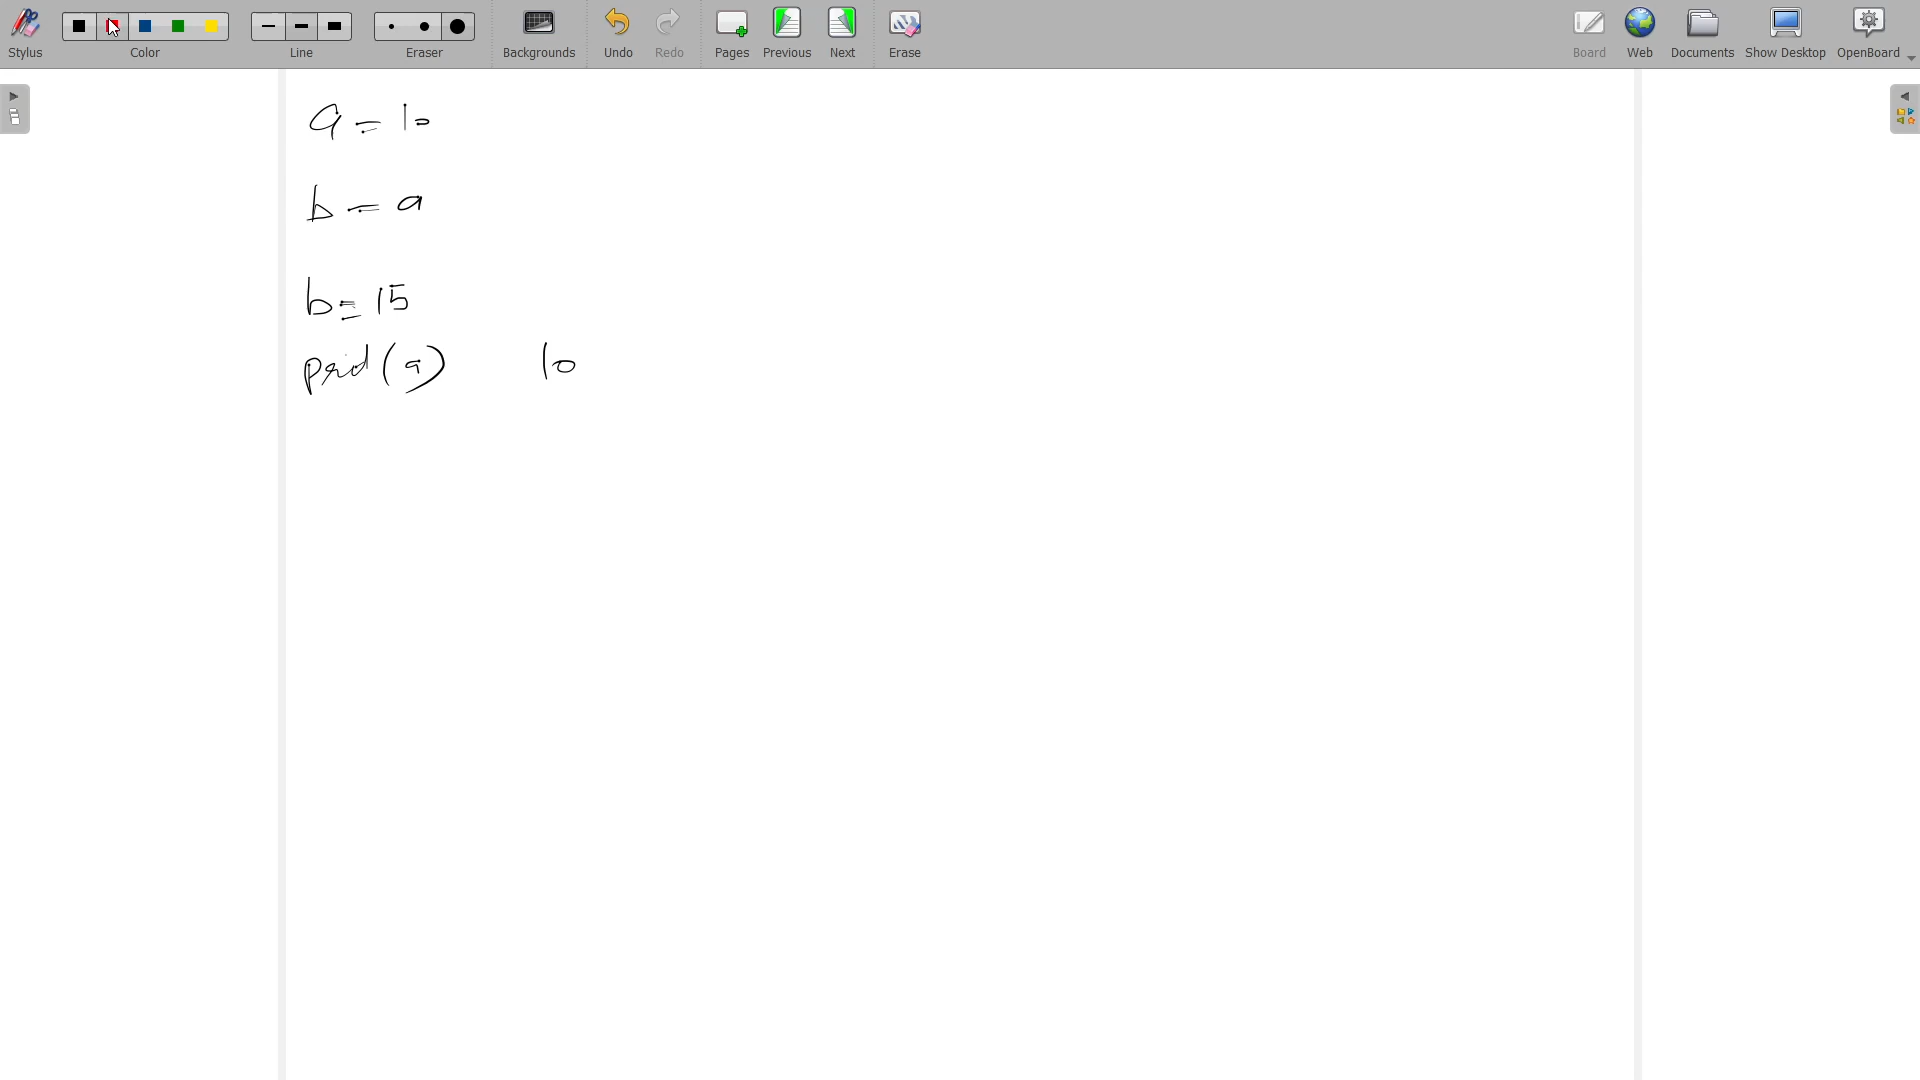 Stylus Color Line Eraser Backgrounds Undo Redo Pages Previous Next Erase Board Web Documents Show Desktop OpenBoard
a = 10
b = a
b = 15
print(a) 10